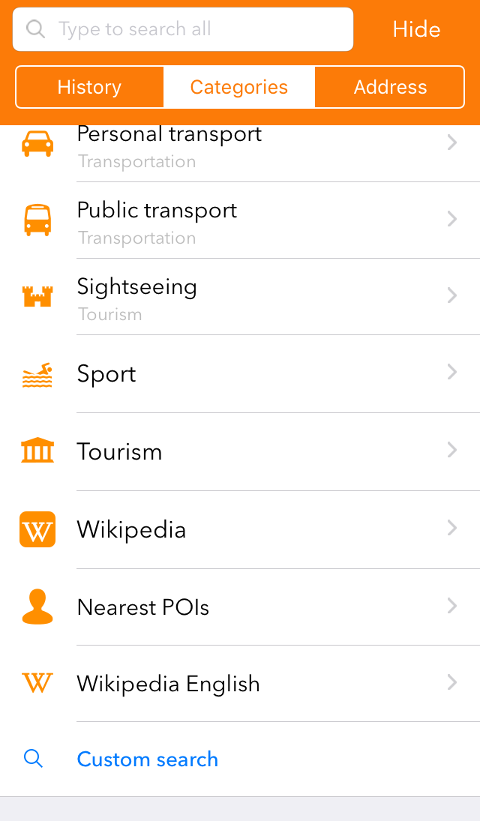 Type to search all
Hide
History
Categories
Address
Personal transport
Transportation
Public transport
Transportation
Sightseeing
Tourism
Sport
Tourism
W
Wikipedia
Nearest POIs
W
Wikipedia English
Custom search